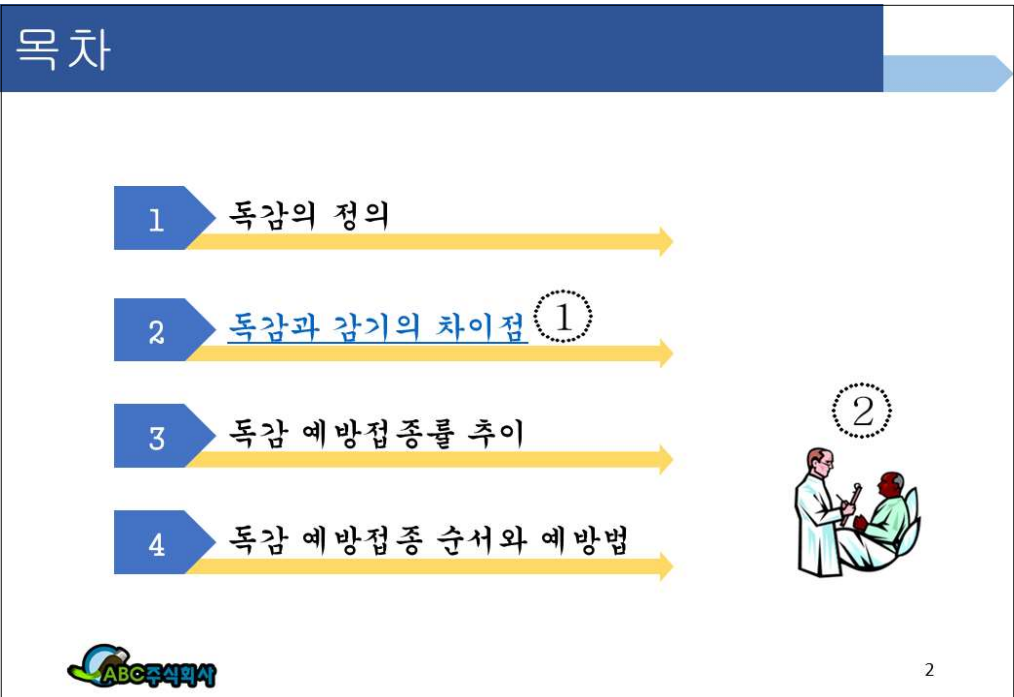 목차
1 독감의 정의
2 독감과 감기의 차이점 ①
3 독감 예방접종률 추이
②
4 독감 예방접종 순서와 예방법
ABC주식회사
2